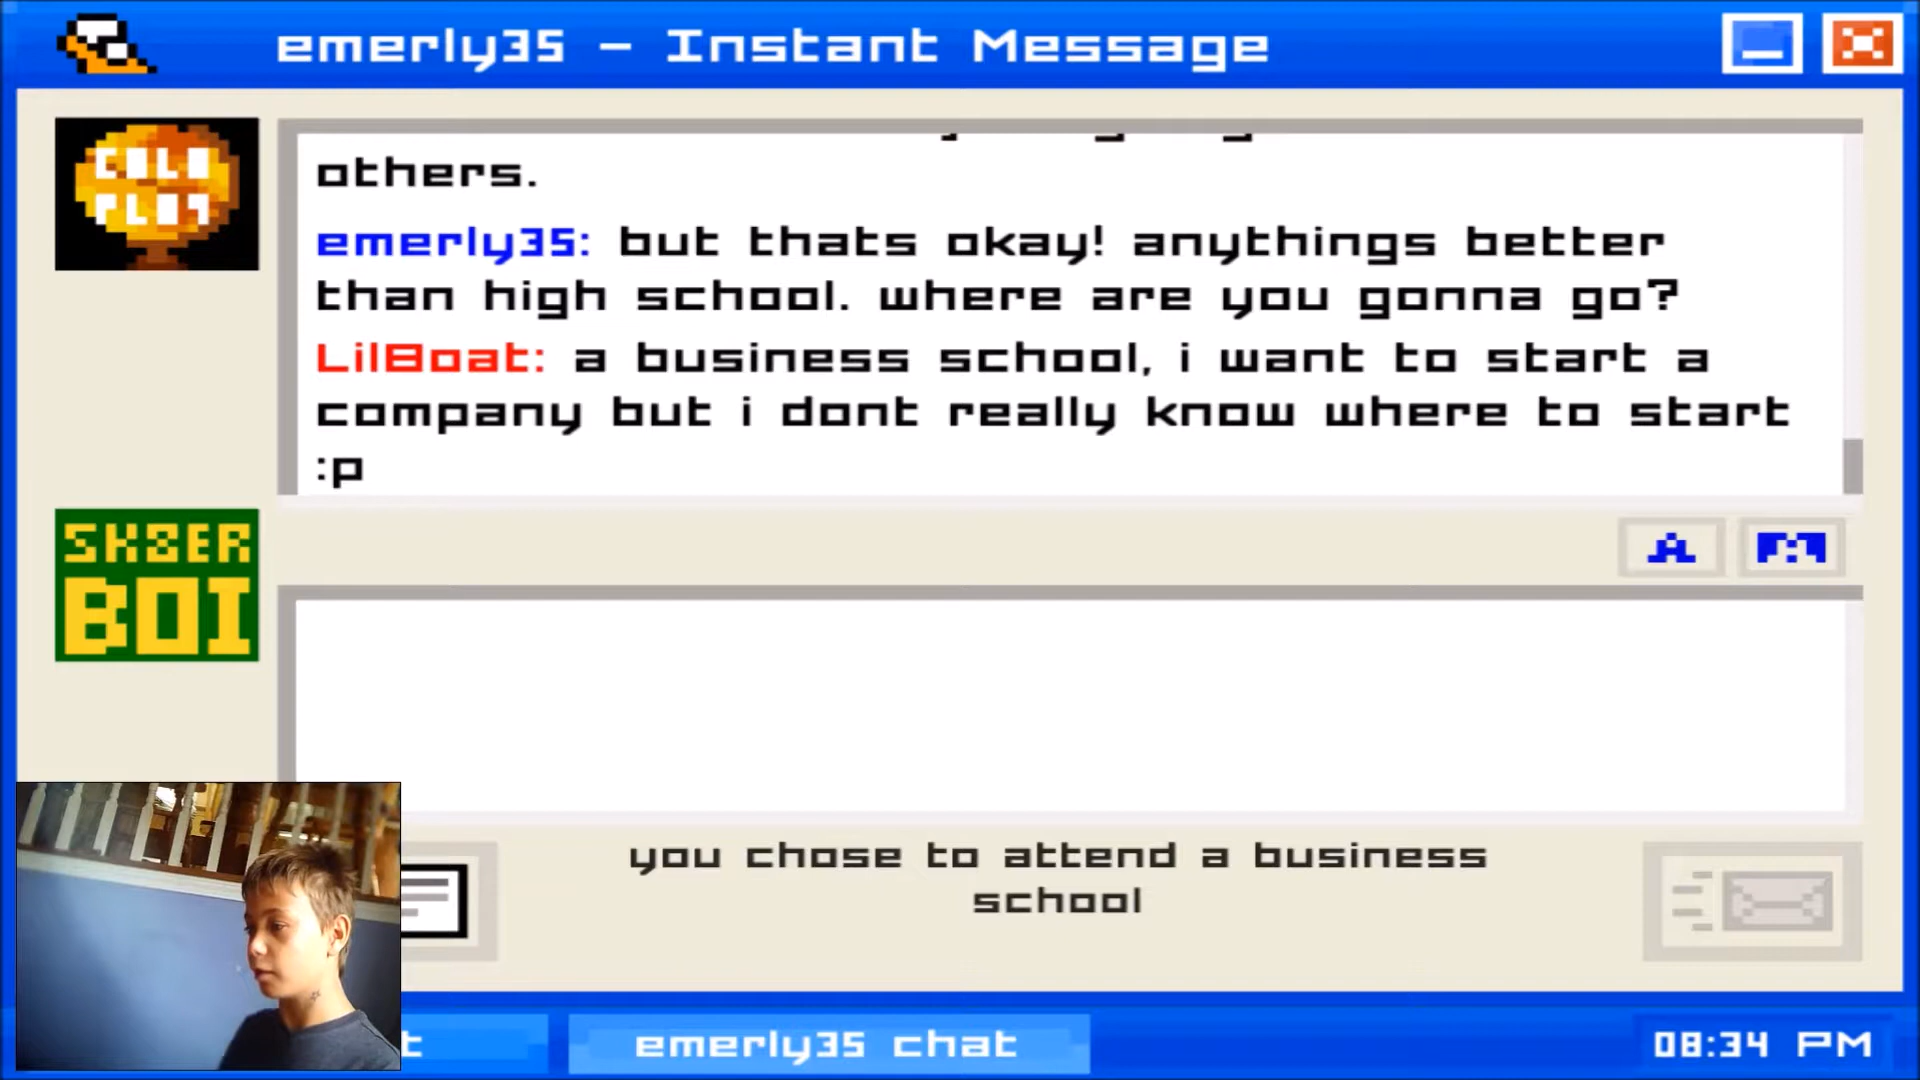 emerly35 - Instant Message
COLD
PLAY
others.
emerly35: but thats okay! anythings better
than high school. where are you gonna go?
LilBoat: a business school, i want to start a
company but i dont really know where to start
:p
SK8ER
BOI
A
you chose to attend a business
school
t
emerly35 chat
08:34 PM